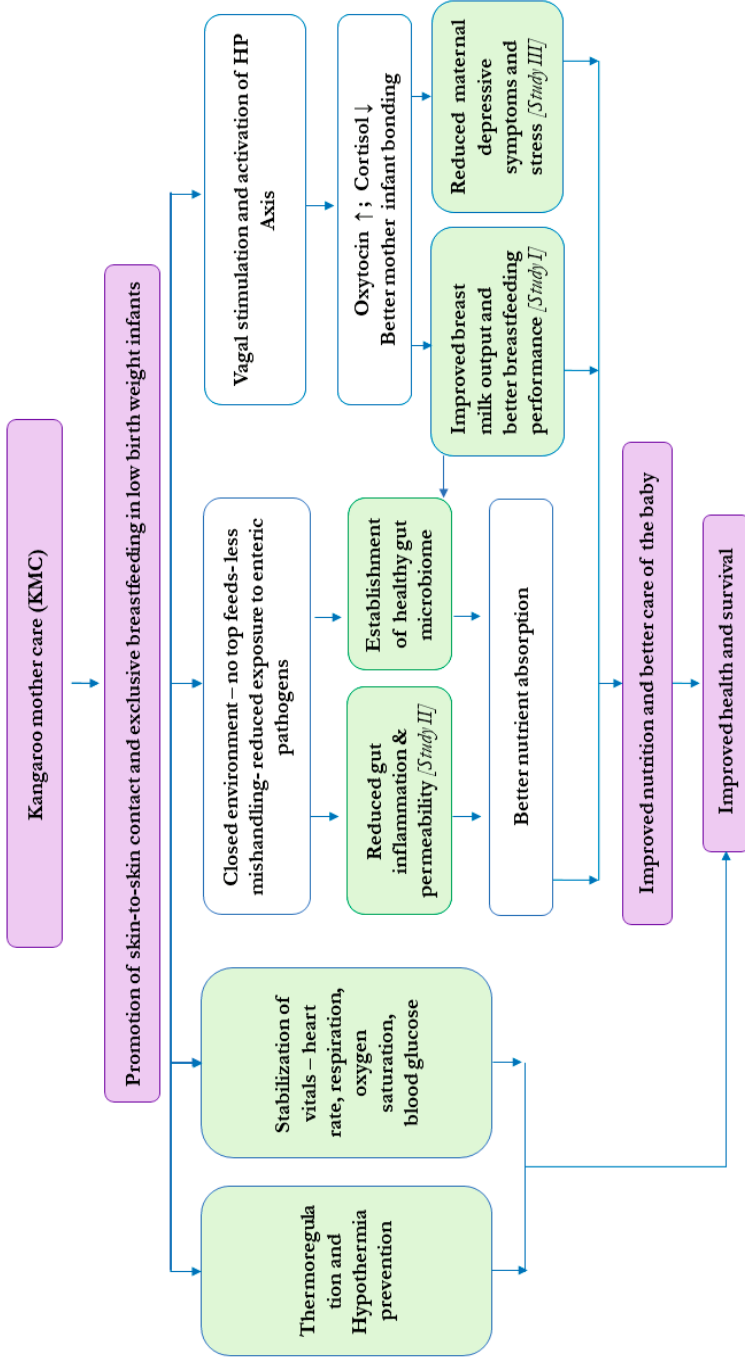 Kangaroo mother care (KMC)
Promotion of skin-to-skin contact and exclusive breastfeeding in low birth weight infants
Thermoregula
tion and
Hypothermia
prevention
Stabilization of
vitals – heart
rate, respiration,
oxygen
saturation,
blood glucose
Closed environment – no top feeds- less
mishandling- reduced exposure to enteric
pathogens
Vagal stimulation and activation of HP
Axis
Reduced gut
inflammation &
permeability [Study II]
Establishment
of healthy gut
microbiome
Oxytocin ↑; Cortisol ↓
Better mother infant bonding
Better nutrient absorption
Improved breast
milk output and
better breastfeeding
performance [Study I]
Reduced maternal
depressive
symptoms and
stress [Study III]
Improved nutrition and better care of the baby
Improved health and survival